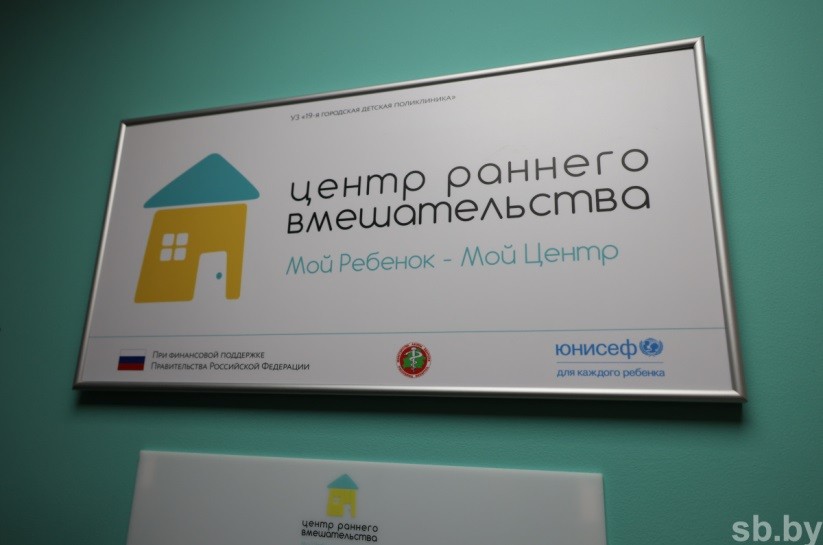 УЗ «19-я городская детская поликлиника»
центр раннего
вмешательства
Мой Ребенок - Мой Центр
При финансовой поддержке
Правительства Российской Федерации
юнисеф
для каждого ребенка
центр раннего
вмешательства
sb.by